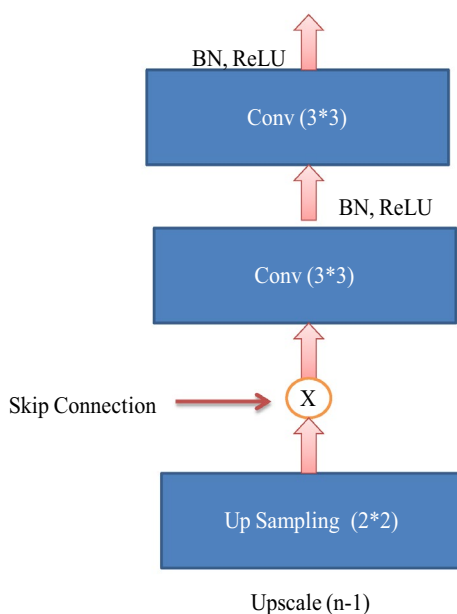 BN, ReLU
Conv (3*3)
BN, ReLU
Conv (3*3)
Skip Connection
X
Up Sampling (2*2)
Upscale (n-1)